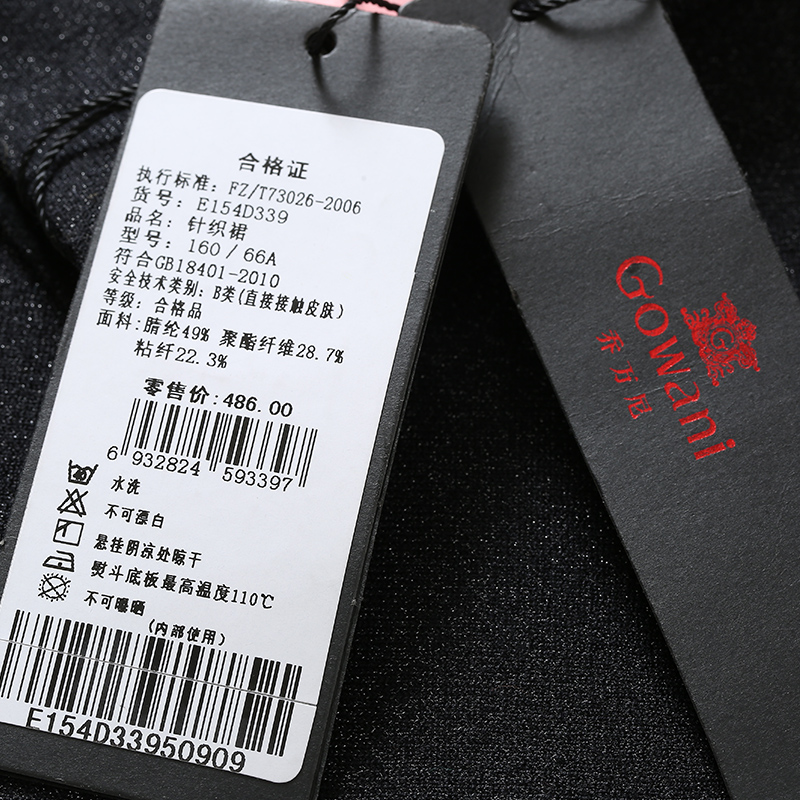 合格证
执行标准: FZ/T73026-2006
货号: E154D339
品名: 针织裙
型号: 160 / 66A
符合GB18401-2010
安全技术类别: B类(直接接触皮肤)
等级: 合格品
面料:腈纶49% 聚酯纤维28.7%
粘纤22.3%
零售价:486.00
6 932824 593397
水洗
不可漂白
悬挂阴凉处晾干
熨斗底板最高温度110℃
不可曝晒
(内部使用)
E154D33950909
G
Gowani
乔万尼